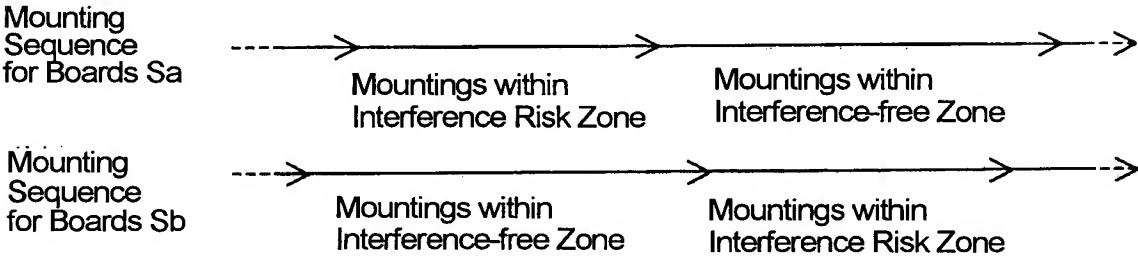 Mounting
Sequence
for Boards Sa
Mountings within
Interference Risk Zone
Mountings within
Interference-free Zone
Mounting
Sequence
for Boards Sb
Mountings within
Interference-free Zone
Mountings within
Interference Risk Zone